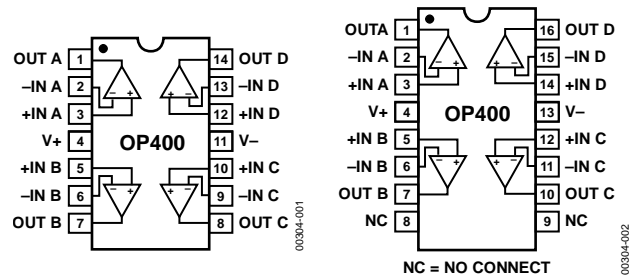 OUT A 1
–IN A 2
+IN A 3
V+ 4
+IN B 5
–IN B 6
OUT B 7
OP400
– +
+ –
+ –
– +
14 OUT D
13 –IN D
12 +IN D
11 V–
10 +IN C
9 –IN C
8 OUT C
00304-001
OUTA 1
–IN A 2
+IN A 3
V+ 4
+IN B 5
–IN B 6
OUT B 7
NC 8
OP400
– +
+ –
– +
+ –
16 OUT D
15 –IN D
14 +IN D
13 V–
12 +IN C
11 –IN C
10 OUT C
9 NC
NC = NO CONNECT
00304-002